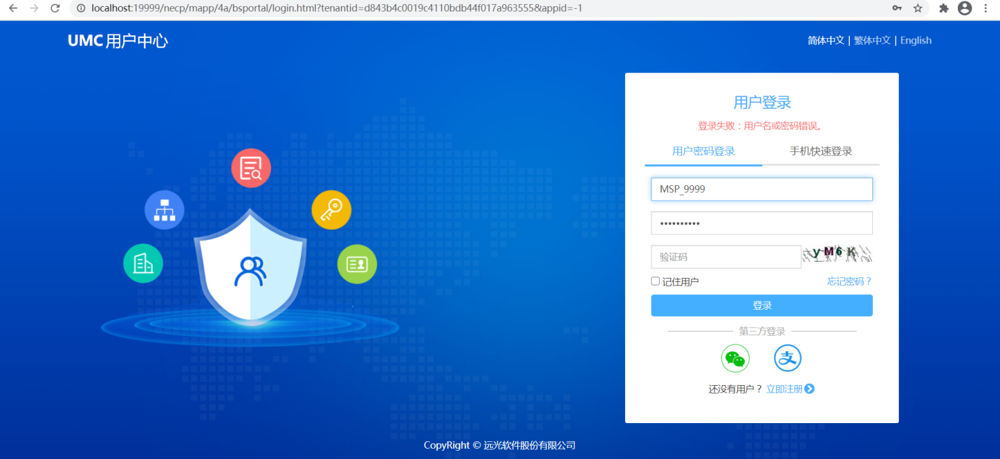 localhost:19999/necp/mapp/4a/bsportal/login.html?tenantid=d843b4c0019c4110bdb44f017a963555&appid=-1
UMC 用户中心
简体中文 | 繁体中文 | English
用户登录
登录失败：用户名或密码错误。
用户密码登录 手机快速登录
MSP_9999
••••••••••
验证码 yM6K
记住用户 忘记密码？
登录
第三方登录
还没有用户？ 立即注册
CopyRight © 远光软件股份有限公司